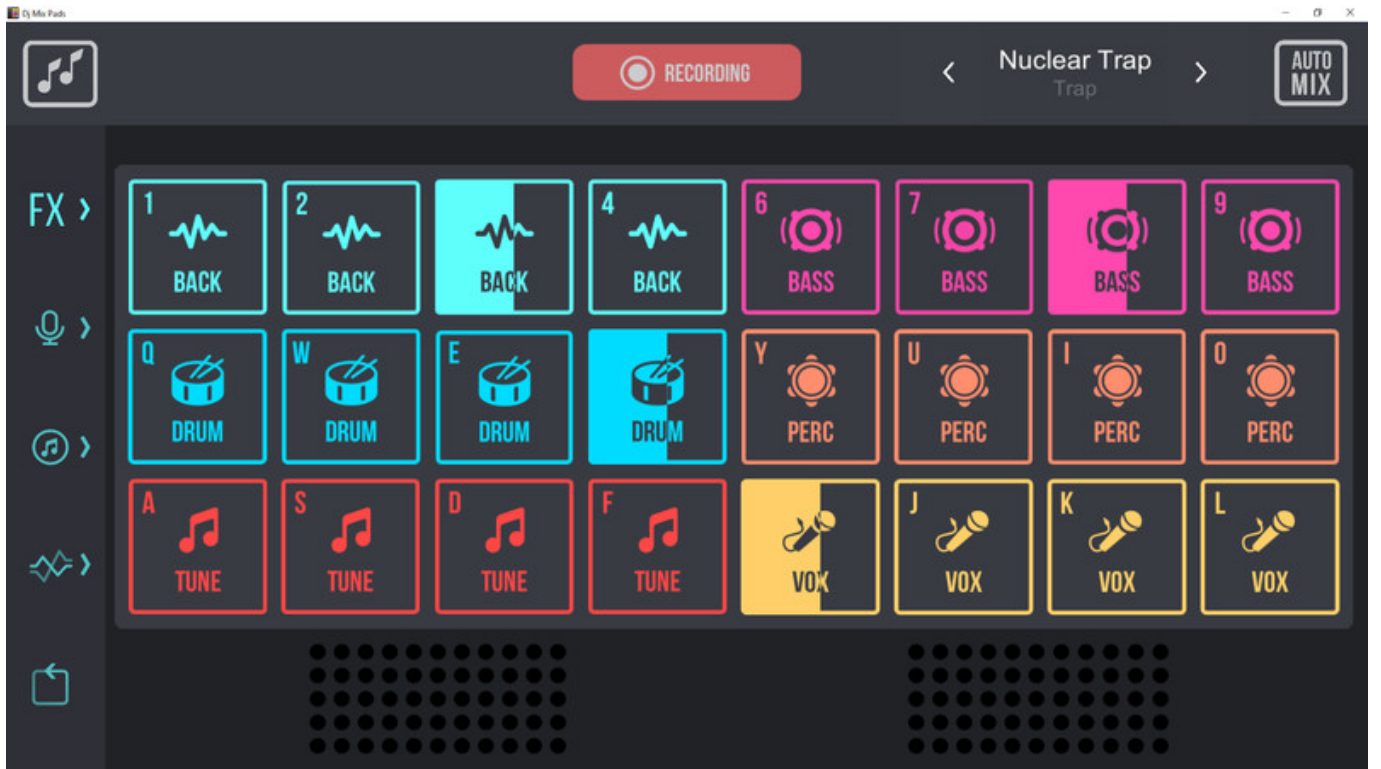 Dj Mix Pads
RECORDING
Nuclear Trap
Trap
AUTO
MIX
FX
1
BACK
2
BACK
BACK
4
BACK
6
BASS
7
BASS
BASS
9
BASS
Q
DRUM
W
DRUM
E
DRUM
DRUM
Y
PERC
U
PERC
I
PERC
O
PERC
A
TUNE
S
TUNE
D
TUNE
F
TUNE
VOX
J
VOX
K
VOX
L
VOX